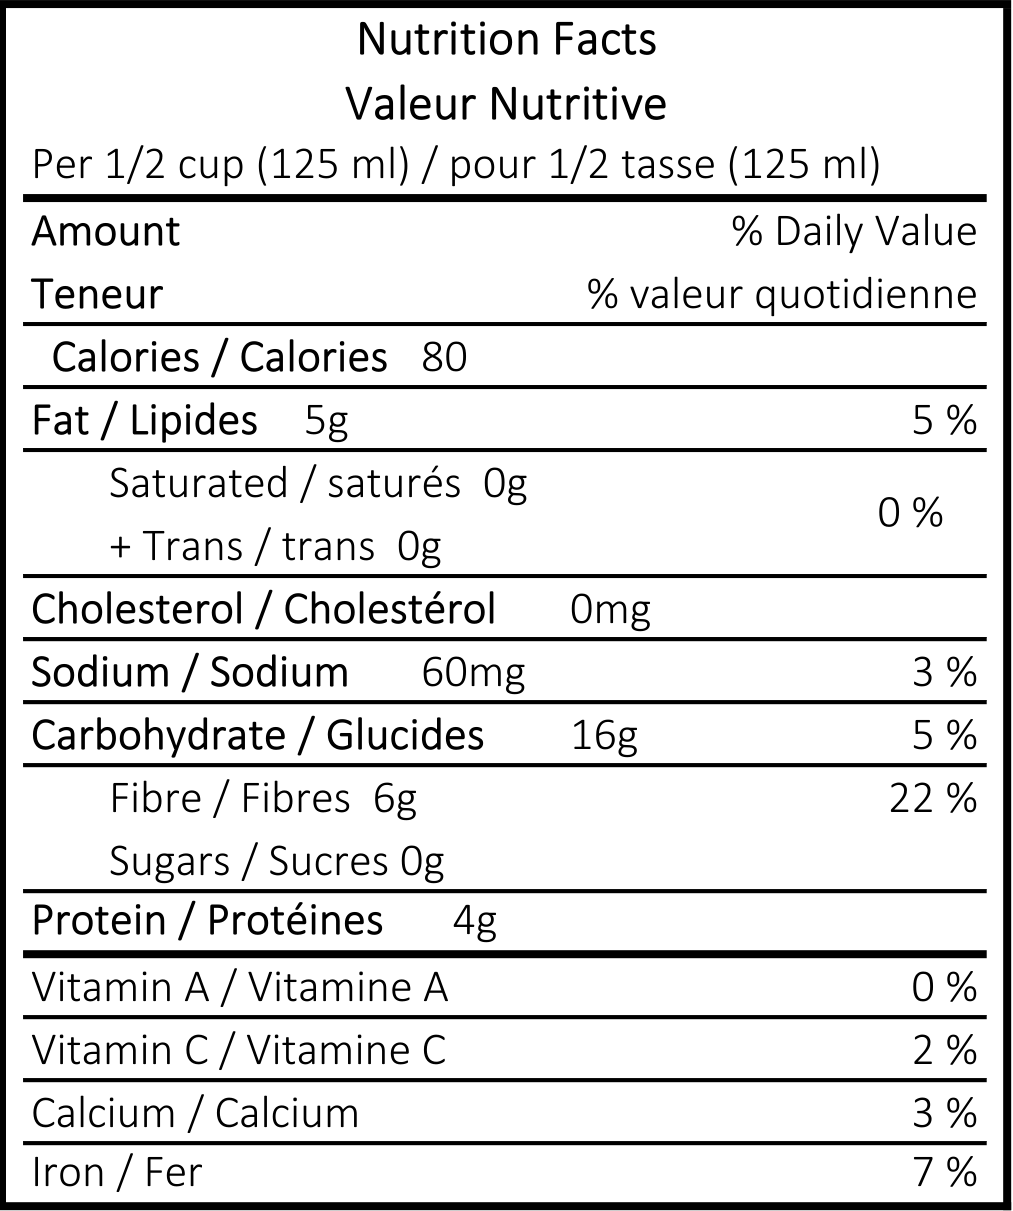 Nutrition Facts
Valeur Nutritive
Per 1/2 cup (125 ml) / pour 1/2 tasse (125 ml)
Amount % Daily Value
Teneur % valeur quotidienne
Calories / Calories 80
Fat / Lipides 5g 5 %
Saturated / saturés 0g
0 %
+ Trans / trans 0g
Cholesterol / Cholestérol 0mg
Sodium / Sodium 60mg 3 %
Carbohydrate / Glucides 16g 5 %
Fibre / Fibres 6g 22 %
Sugars / Sucres 0g
Protein / Protéines 4g
Vitamin A / Vitamine A 0 %
Vitamin C / Vitamine C 2 %
Calcium / Calcium 3 %
Iron / Fer 7 %